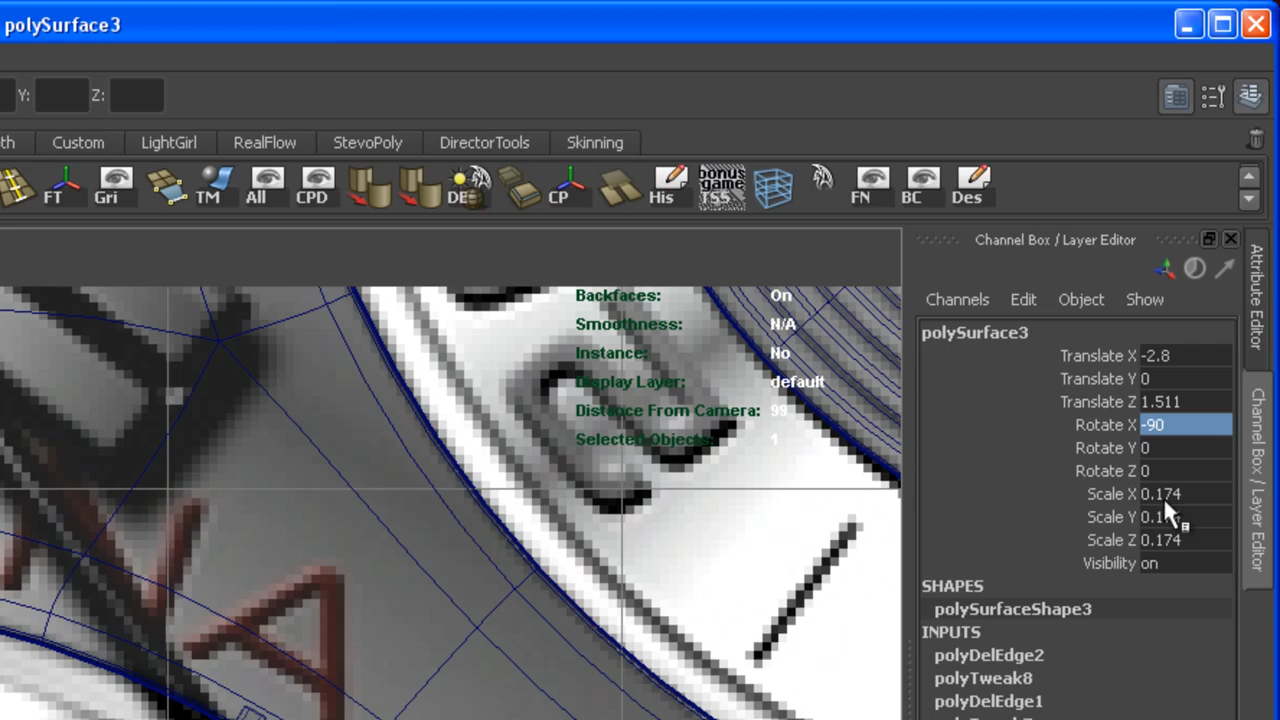 polySurface3
Y: Z:
th Custom LightGirl RealFlow StevoPoly DirectorTools Skinning
FT Gri TM All CPD DE CP His bonus game TSS FN BC Des
Channel Box / Layer Editor
Channels Edit Object Show
polySurface3
Translate X -2.8
Translate Y 0
Translate Z 1.511
Rotate X -90
Rotate Y 0
Rotate Z 0
Scale X 0.174
Scale Y
Scale Z 0.174
Visibility on
SHAPES
polySurfaceShape3
INPUTS
polyDelEdge2
polyTweak8
polyDelEdge1
Backfaces: On
Smoothness: N/A
Instance: No
Display Layer: default
Distance From Camera:
Selected Objects: 1
Attribute Editor
Channel Box / Layer Editor